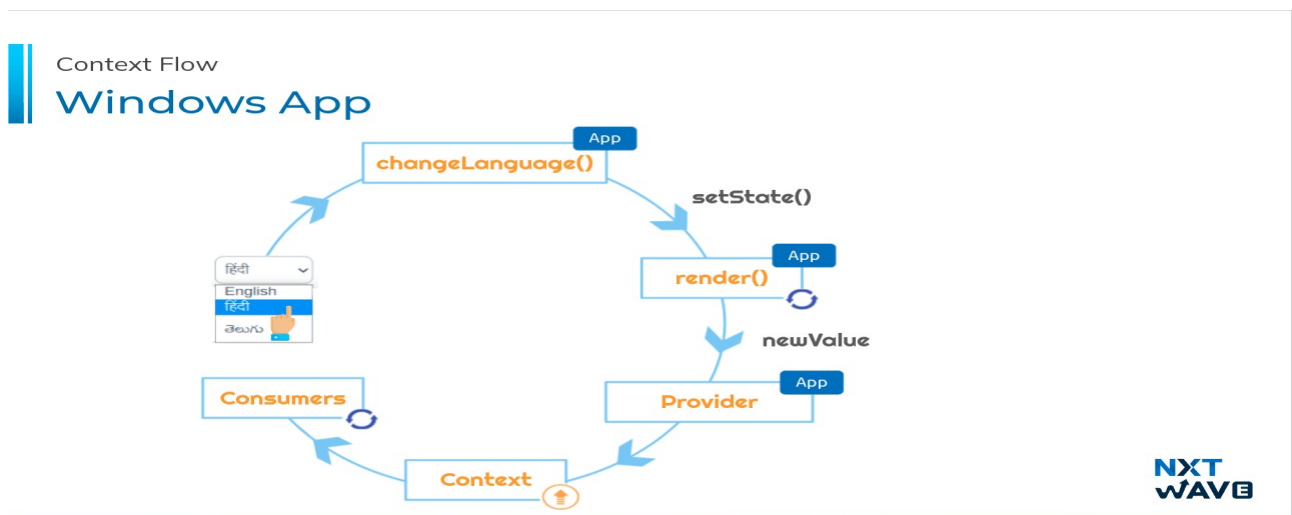 Context Flow
Windows App
App
changeLanguage()
setState()
App
render()
newValue
App
Provider
Context
Consumers
हिंदी
English
हिंदी
తెలుగు
NXT
WAVE